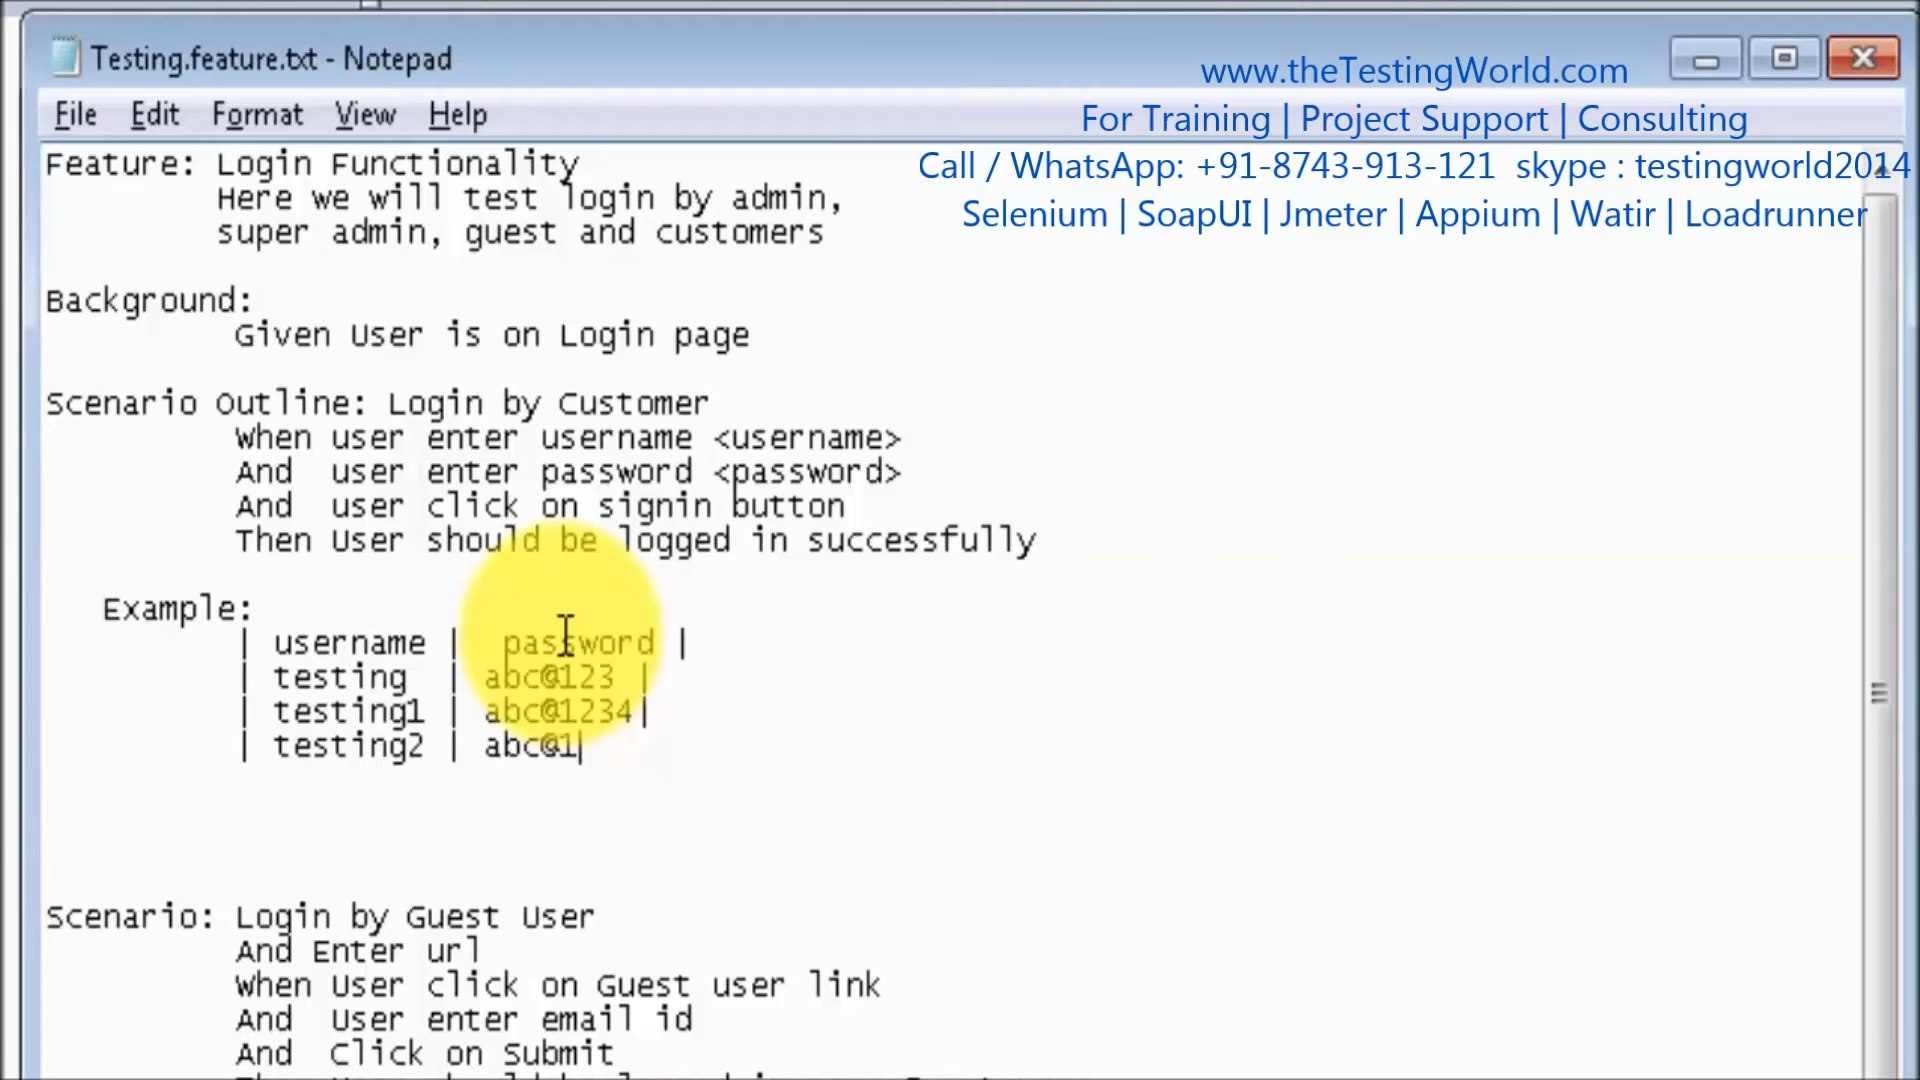 Testing.feature.txt - Notepad
www.theTestingWorld.com
File Edit Format View Help
For Training | Project Support | Consulting
Call / WhatsApp: +91-8743-913-121 skype : testingworld2014
Selenium | SoapUI | Jmeter | Appium | Watir | Loadrunner
Feature: Login Functionality
Here we will test login by admin,
super admin, guest and customers
Background:
Given User is on Login page
Scenario Outline: Login by Customer
When user enter username <username>
And user enter password <password>
And user click on signin button
Then User should be logged in successfully
Example:
| username | password |
| testing | abc@123 |
| testing1 | abc@1234|
| testing2 | abc@1
Scenario: Login by Guest User
And Enter url
When User click on Guest user link
And User enter email id
And Click on Submit